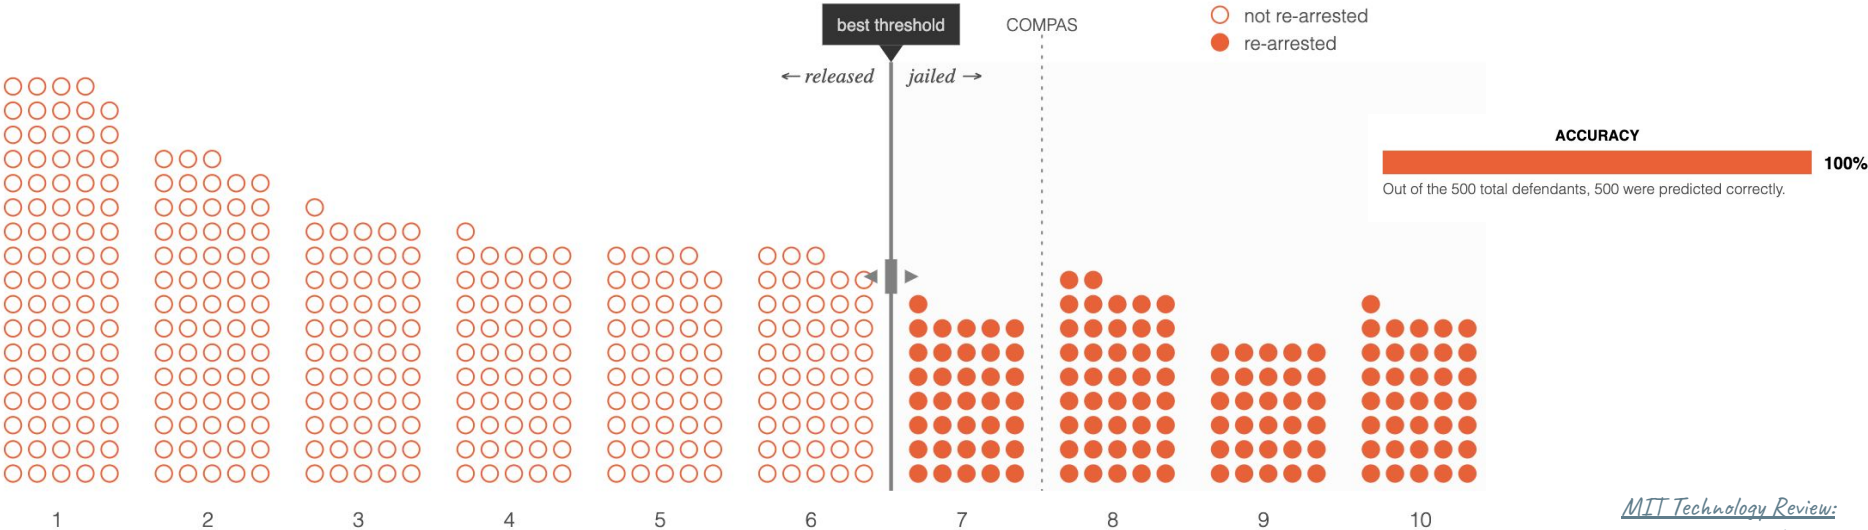 best threshold
COMPAS
not re-arrested
re-arrested
← released
jailed →
ACCURACY
100%
Out of the 500 total defendants, 500 were predicted correctly.
1 2 3 4 5 6 7 8 9 10
MIT Technology Review: